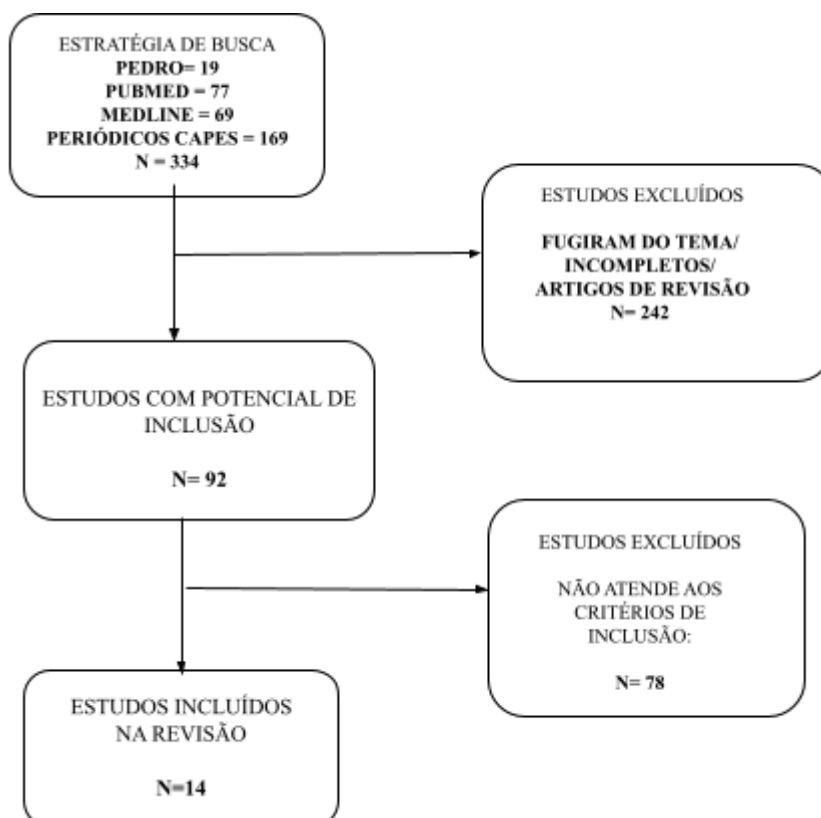 ESTRATÉGIA DE BUSCA
PEDRO= 19
PUBMED = 77
MEDLINE = 69
PERIÓDICOS CAPES = 169
N = 334
ESTUDOS EXCLUÍDOS
FUGIRAM DO TEMA/
INCOMPLETOS/
ARTIGOS DE REVISÃO
N= 242
ESTUDOS COM POTENCIAL DE
INCLUSÃO
N= 92
ESTUDOS EXCLUÍDOS
NÃO ATENDE AOS
CRITÉRIOS DE
INCLUSÃO:
N= 78
ESTUDOS INCLUÍDOS
NA REVISÃO
N=14